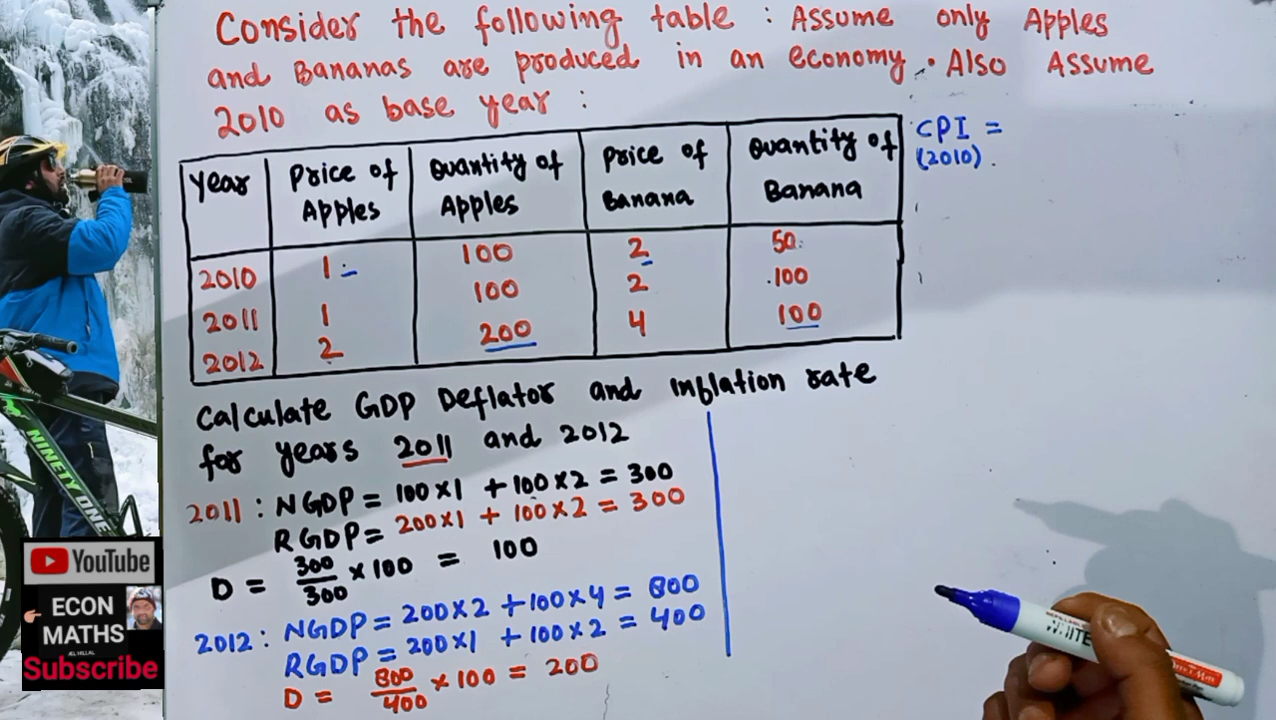 Consider the following table : Assume only Apples
and Bananas are produced in an economy. Also Assume
2010 as base year :
CPI =
(2010)
Year Price of Apples Quantity of Apples Price of Banana Quantity of Banana
2010 1 100 2 50
2011 1 100 2 100
2012 2 200 4 100
Calculate GDP Deflator and inflation rate
for years 2011 and 2012
2011 : NGDP = 100×1 + 100×2 = 300
RGDP = 200×1 + 100×2 = 300
D = 300/300 × 100 = 100
2012 : NGDP = 200×2 + 100×4 = 800
RGDP = 200×1 + 100×2 = 400
D = 800/400 × 100 = 200
NINETY ONE
YouTube
ECON
MATHS
Subscribe
WHITE